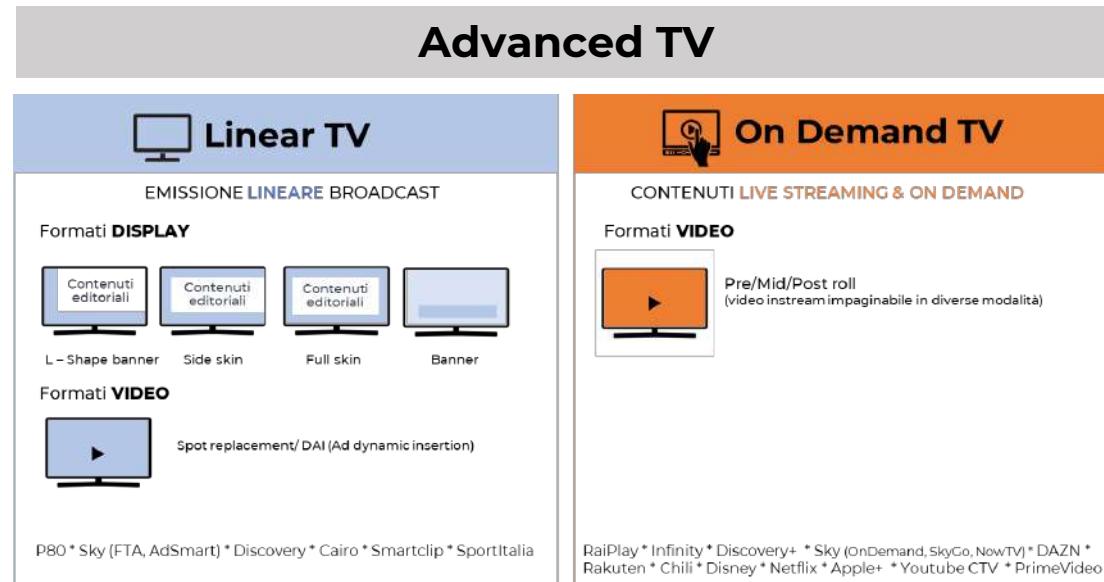 Advanced TV
Linear TV
EMISSIONE LINEARE BROADCAST
Formati DISPLAY
Contenuti
editoriali
Contenuti
editoriali
Contenuti
editoriali
L – Shape banner
Side skin
Full skin
Banner
Formati VIDEO
Spot replacement/ DAI (Ad dynamic insertion)
P80 * Sky (FTA, AdSmart) * Discovery * Cairo * Smartclip * SportItalia
On Demand TV
CONTENUTI LIVE STREAMING & ON DEMAND
Formati VIDEO
Pre/Mid/Post roll
(video instream impaginabile in diverse modalità)
RaiPlay * Infinity * Discovery+ * Sky (OnDemand, SkyGo, NowTV) * DAZN *
Rakuten * Chili * Disney * Netflix * Apple+ * Youtube CTV * PrimeVideo